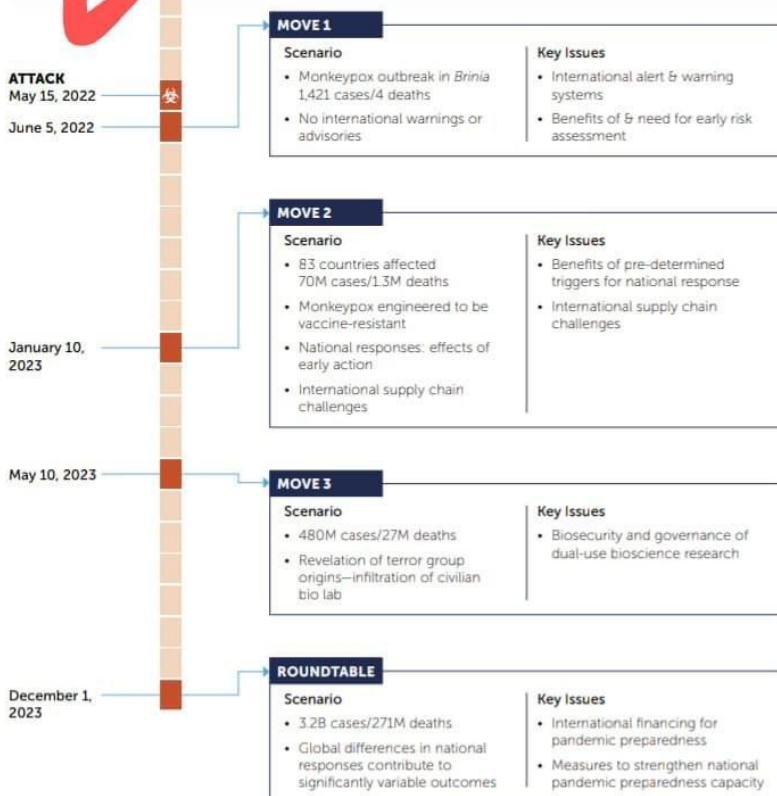 ATTACK
May 15, 2022
June 5, 2022
MOVE 1
Scenario
• Monkeypox outbreak in Brinia
1,421 cases/4 deaths
• No international warnings or
advisories
Key Issues
• International alert & warning
systems
• Benefits of & need for early risk
assessment
January 10,
2023
MOVE 2
Scenario
• 83 countries affected
70M cases/1.3M deaths
• Monkeypox engineered to be
vaccine-resistant
• National responses: effects of
early action
• International supply chain
challenges
Key Issues
• Benefits of pre-determined
triggers for national response
• International supply chain
challenges
May 10, 2023
MOVE 3
Scenario
• 480M cases/27M deaths
• Revelation of terror group
origins—infiltration of civilian
bio lab
Key Issues
• Biosecurity and governance of
dual-use bioscience research
December 1,
2023
ROUNDTABLE
Scenario
• 3.2B cases/271M deaths
• Global differences in national
responses contribute to
significantly variable outcomes
Key Issues
• International financing for
pandemic preparedness
• Measures to strengthen national
pandemic preparedness capacity